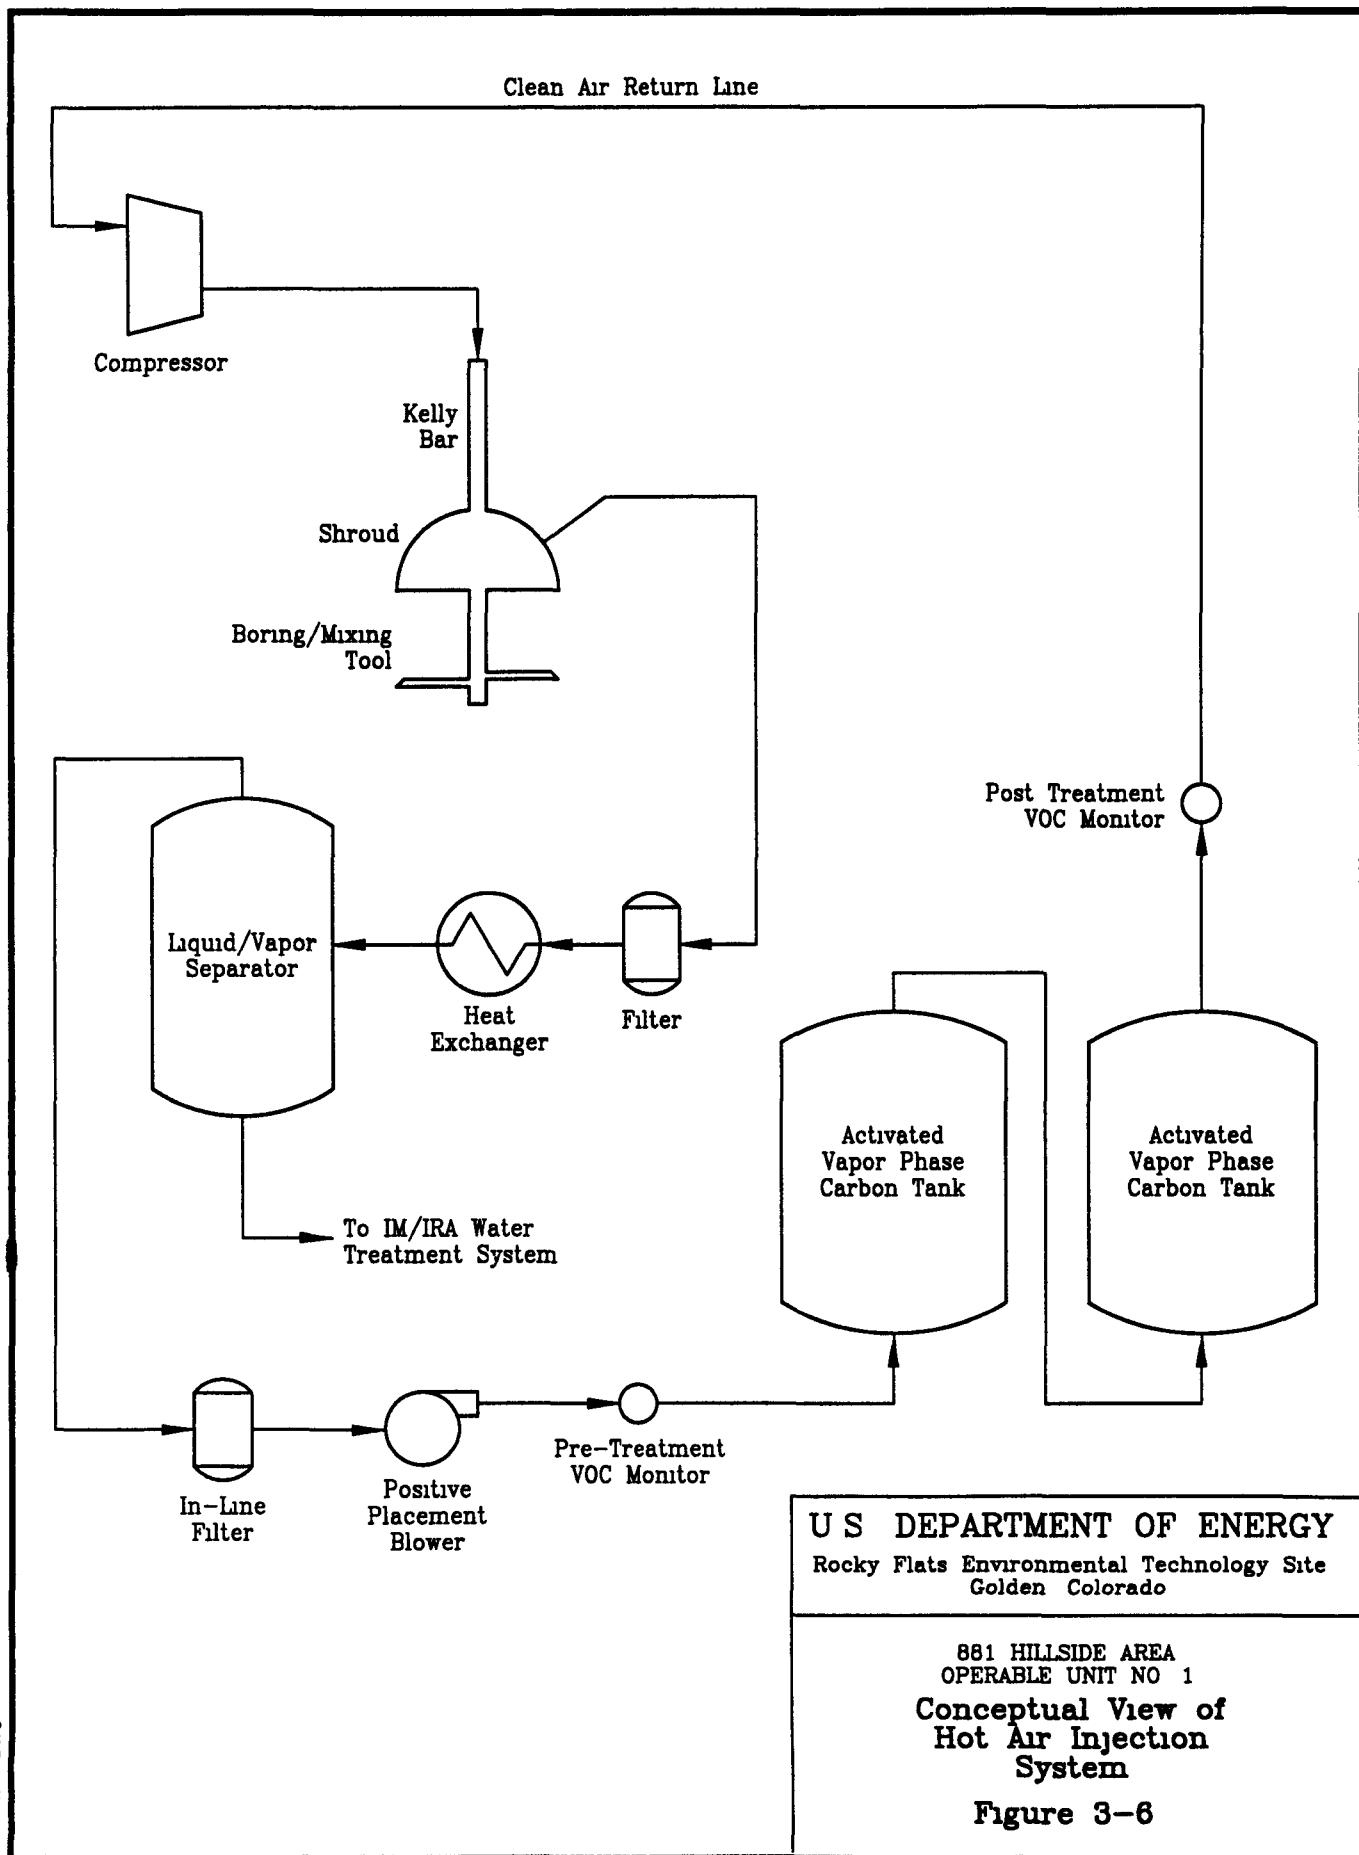 Clean Air Return Line
Compressor
Kelly
Bar
Shroud
Boring/Mixing
Tool
Post Treatment
VOC Monitor
Liquid/Vapor
Separator
Heat
Exchanger
Filter
Activated
Vapor Phase
Carbon Tank
Activated
Vapor Phase
Carbon Tank
To IM/IRA Water
Treatment System
In-Line
Filter
Positive
Placement
Blower
Pre-Treatment
VOC Monitor
U S DEPARTMENT OF ENERGY
Rocky Flats Environmental Technology Site
Golden Colorado
881 HILLSIDE AREA
OPERABLE UNIT NO 1
Conceptual View of
Hot Air Injection
System
Figure 3-6